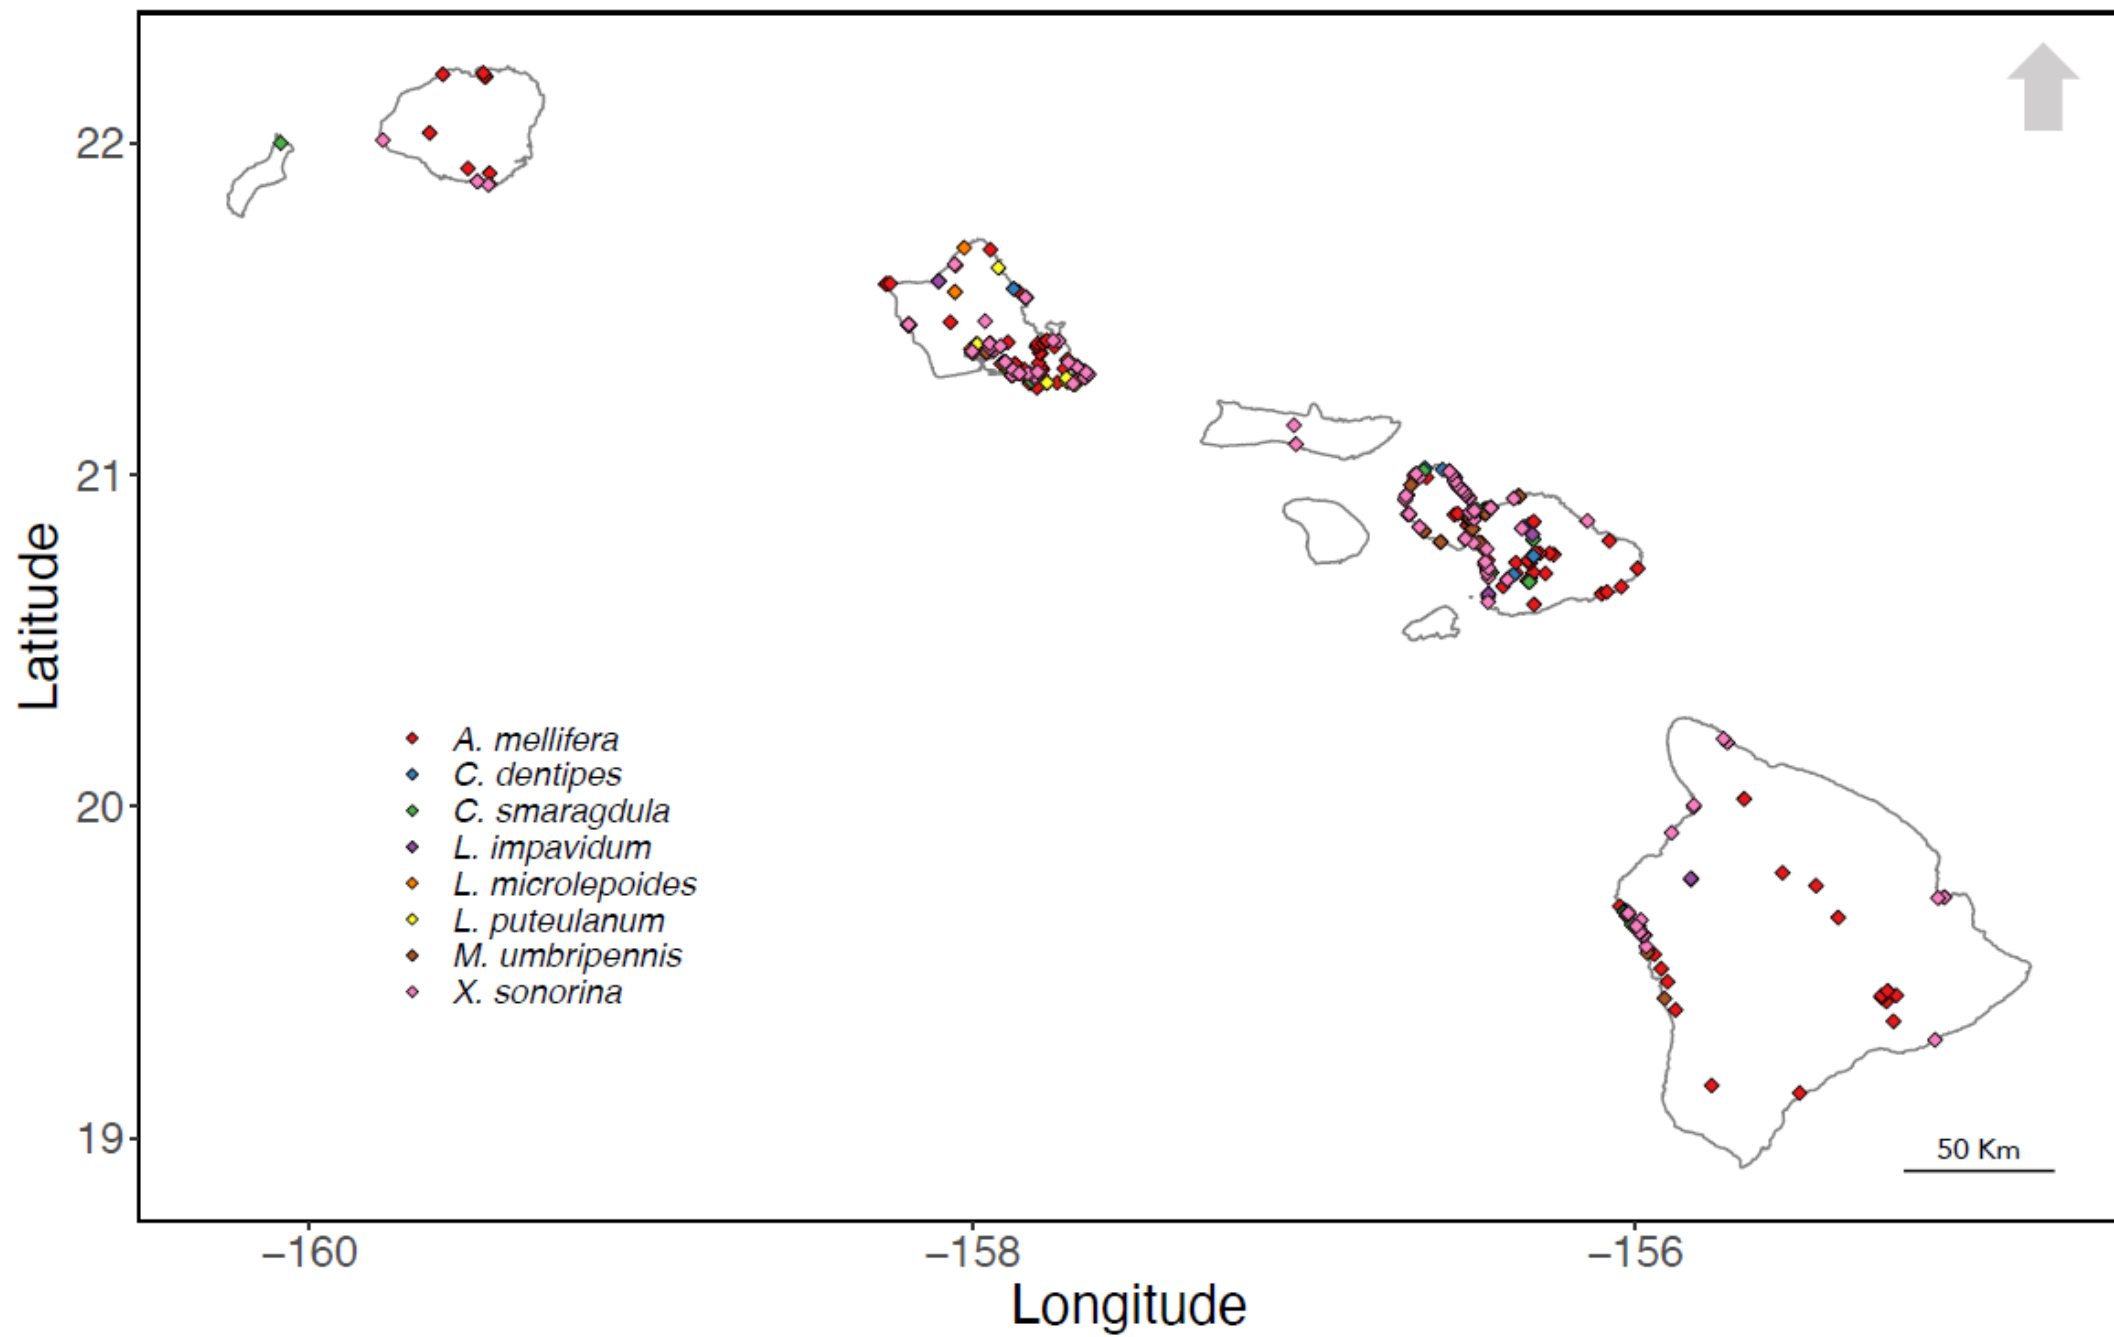 22
21
20
19
Latitude
A. mellifera
C. dentipes
C. smaragdula
L. impavidum
L. microlepoides
L. puteulanum
M. umbripennis
X. sonorina
50 Km
−160
−158
−156
Longitude